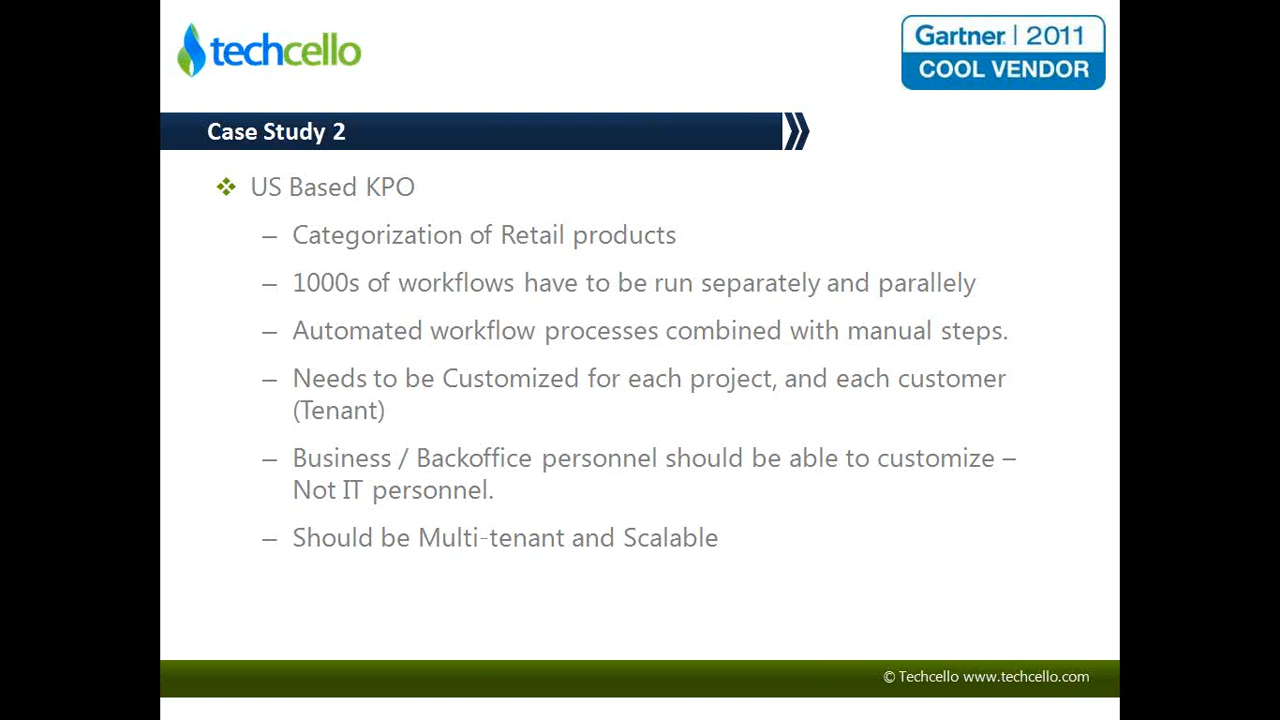 techcello
Gartner | 2011
COOL VENDOR
Case Study 2
❖ US Based KPO
– Categorization of Retail products
– 1000s of workflows have to be run separately and parallely
– Automated workflow processes combined with manual steps.
– Needs to be Customized for each project, and each customer
(Tenant)
– Business / Backoffice personnel should be able to customize –
Not IT personnel.
– Should be Multi-tenant and Scalable
© Techcello www.techcello.com